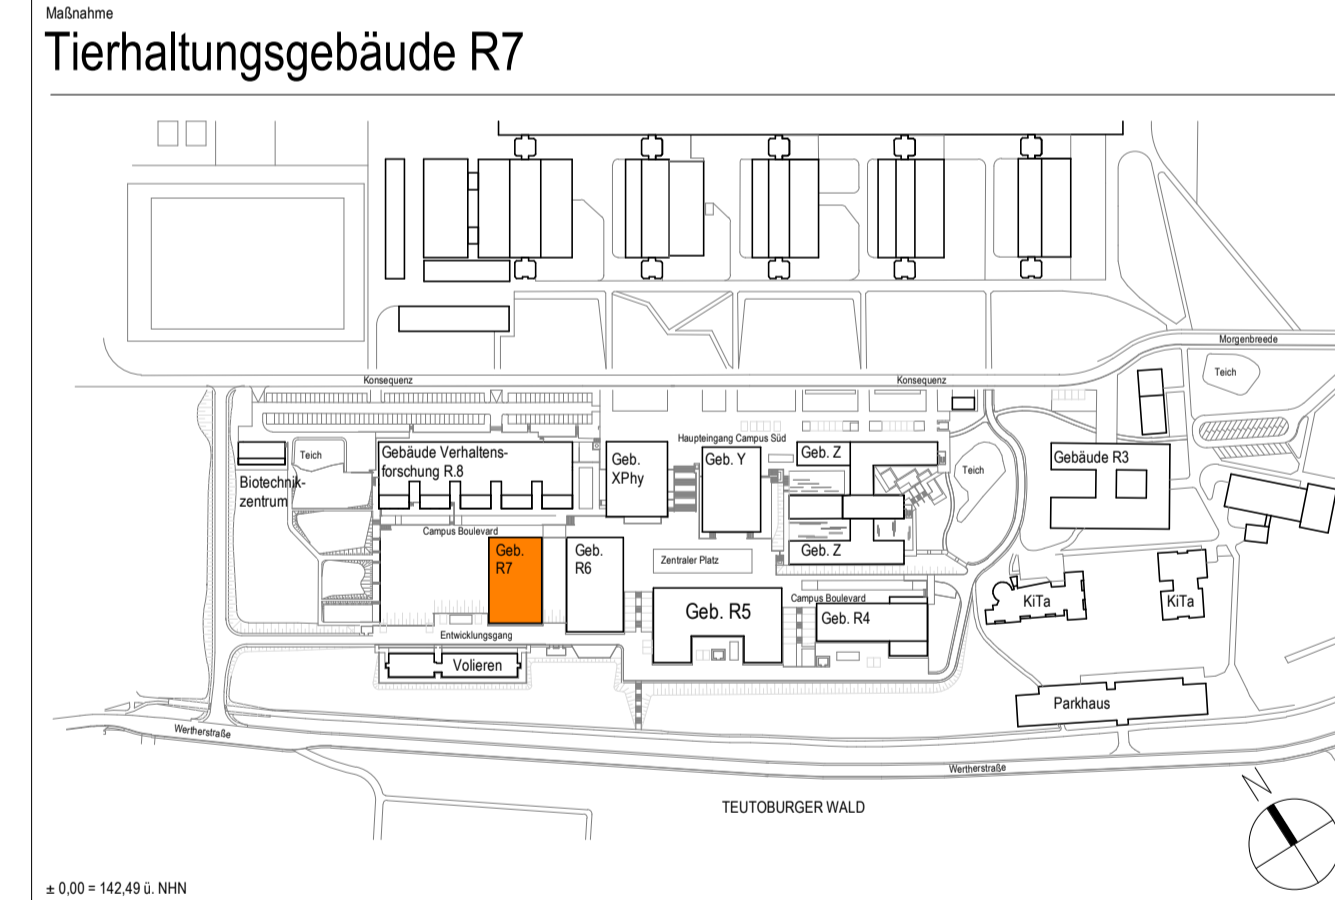 Maßnahme
Tierhaltungsgebäude R7
Morgenbreede
Konsequenz
Konsequenz
Teich
Haupteingang Campus Süd
Teich
Gebäude Verhaltens-
forschung R.8
Geb.
XPhy
Geb. Y
Geb. Z
Teich
Gebäude R3
Biotechnik-
zentrum
Campus Boulevard
Geb.
R7
Geb.
R6
Zentraler Platz
Geb. Z
Campus Boulevard
KiTa
KiTa
Geb. R5
Geb. R4
Entwicklungsgang
Volieren
Parkhaus
Wertherstraße
Wertherstraße
TEUTOBURGER WALD
N
± 0,00 = 142,49 ü. NHN